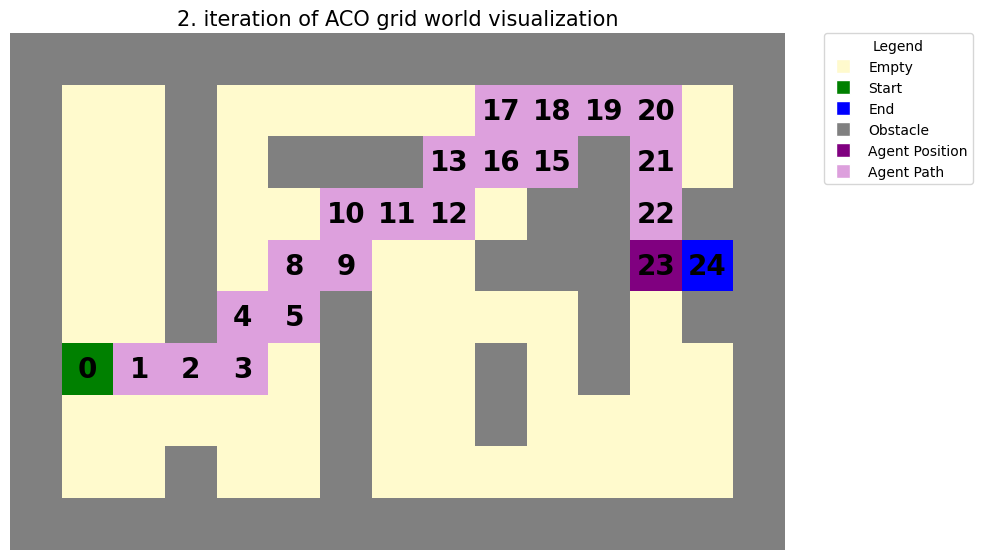 2. iteration of ACO grid world visualization
17 18 19 20
13 16 15 21
10 11 12 22
8 9 23 24
4 5
0 1 2 3
Legend
Empty
Start
End
Obstacle
Agent Position
Agent Path